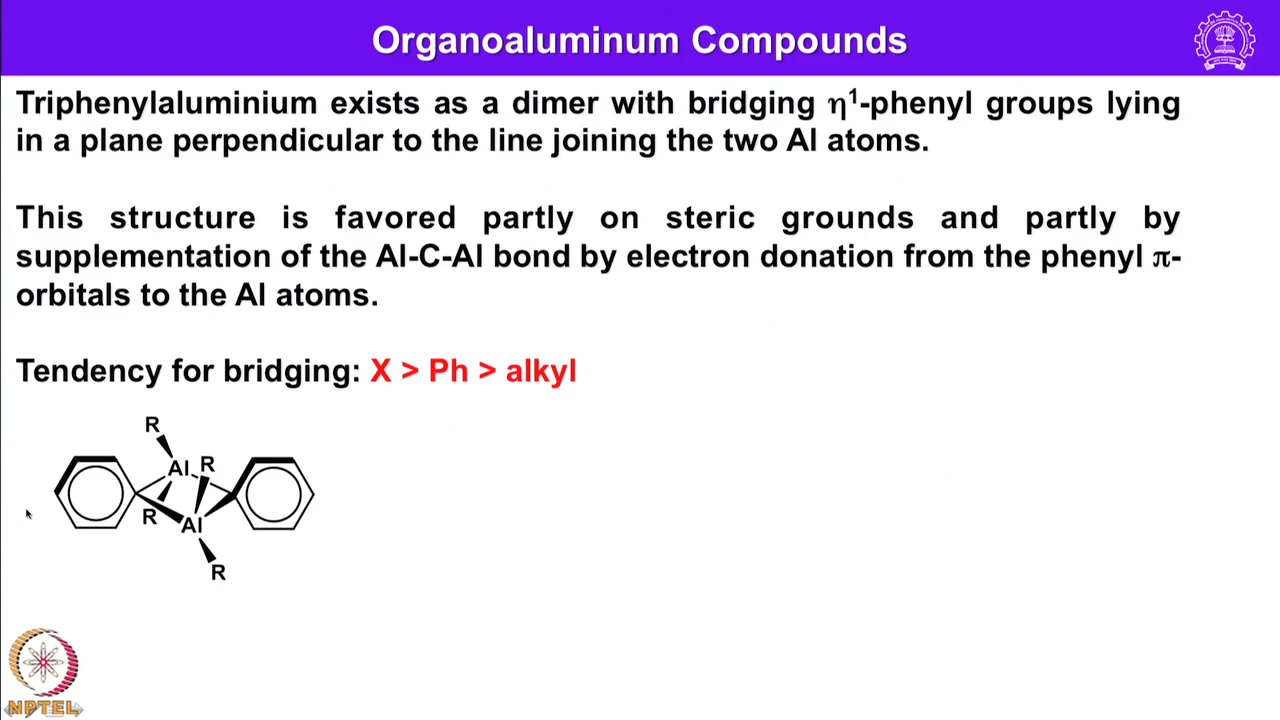 Organoaluminum Compounds
Triphenylaluminium exists as a dimer with bridging η¹-phenyl groups lying
in a plane perpendicular to the line joining the two Al atoms.
This structure is favored partly on steric grounds and partly by
supplementation of the Al-C-Al bond by electron donation from the phenyl π-
orbitals to the Al atoms.
Tendency for bridging: X > Ph > alkyl
R
Al R
R Al
R
NPTEL